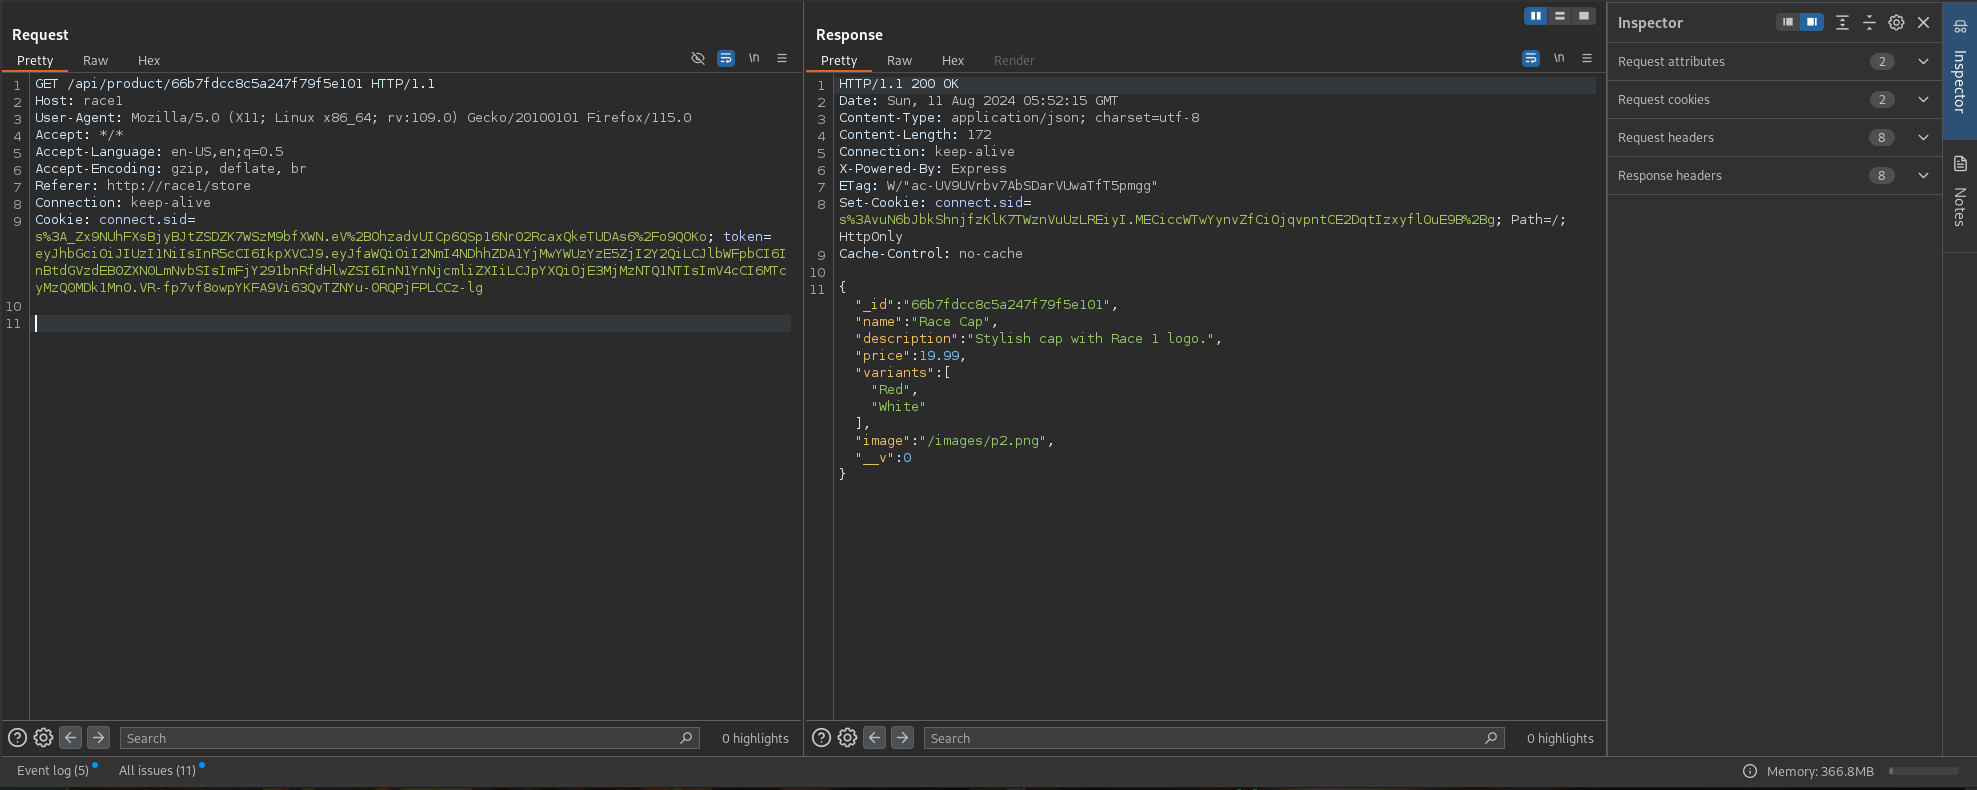 Request
Pretty Raw Hex
\n
1 GET /api/product/66b7fdcc8c5a247f79f5e101 HTTP/1.1
2 Host: race1
3 User-Agent: Mozilla/5.0 (X11; Linux x86_64; rv:109.0) Gecko/20100101 Firefox/115.0
4 Accept: */*
5 Accept-Language: en-US,en;q=0.5
6 Accept-Encoding: gzip, deflate, br
7 Referer: http://race1/store
8 Connection: keep-alive
9 Cookie: connect.sid=
s%3A_Zx9NUhFXsBjyBJtZSDZK7WSzM9bfXWN.eV%2BOhzadvUICp6QSp16Nr02RcaxQkeTUDAs6%2Fo9QOKo; token=
eyJhbGciOiJIUzI1NiIsInR5cCI6IkpXVCJ9.eyJfaWQiOiI2NmI4NDhhZDA1YjMwYWUzYzE5ZjI2Y2QiLCJlbWFpbCI6I
nBtdGVzdEB0ZXN0LmNvbSIsImFjY291bnRfdHlwZSI6InN1YnNjcmliZXIiLCJpYXQiOjE3MjMzNTQ1NTIsImV4cCI6MTc
yMzQ0MDk1Mn0.VR-fp7vf8owpYKFA9Vi63QvTZNYu-0RQPjFPLCCz-lg
10
11
Search
0 highlights
Response
Pretty Raw Hex Render
\n
1 HTTP/1.1 200 OK
2 Date: Sun, 11 Aug 2024 05:52:15 GMT
3 Content-Type: application/json; charset=utf-8
4 Content-Length: 172
5 Connection: keep-alive
6 X-Powered-By: Express
7 ETag: W/"ac-UV9UVrbv7AbSDarVUwaTfT5pmgg"
8 Set-Cookie: connect.sid=
s%3AvuN6bJbkShnjfzKlK7TWznVuUzLREiyI.MECiccWTwYynvZfCiOjqvpntCE2DqtIzxyflOuE9B%2Bg; Path=/;
HttpOnly
9 Cache-Control: no-cache
10
11 {
"_id":"66b7fdcc8c5a247f79f5e101",
"name":"Race Cap",
"description":"Stylish cap with Race 1 logo.",
"price":19.99,
"variants":[
"Red",
"White"
],
"image":"/images/p2.png",
"__v":0
}
Search
0 highlights
Inspector
Request attributes 2
Request cookies 2
Request headers 8
Response headers 8
Inspector
Notes
Event log (5) All issues (11)
Memory: 366.8MB